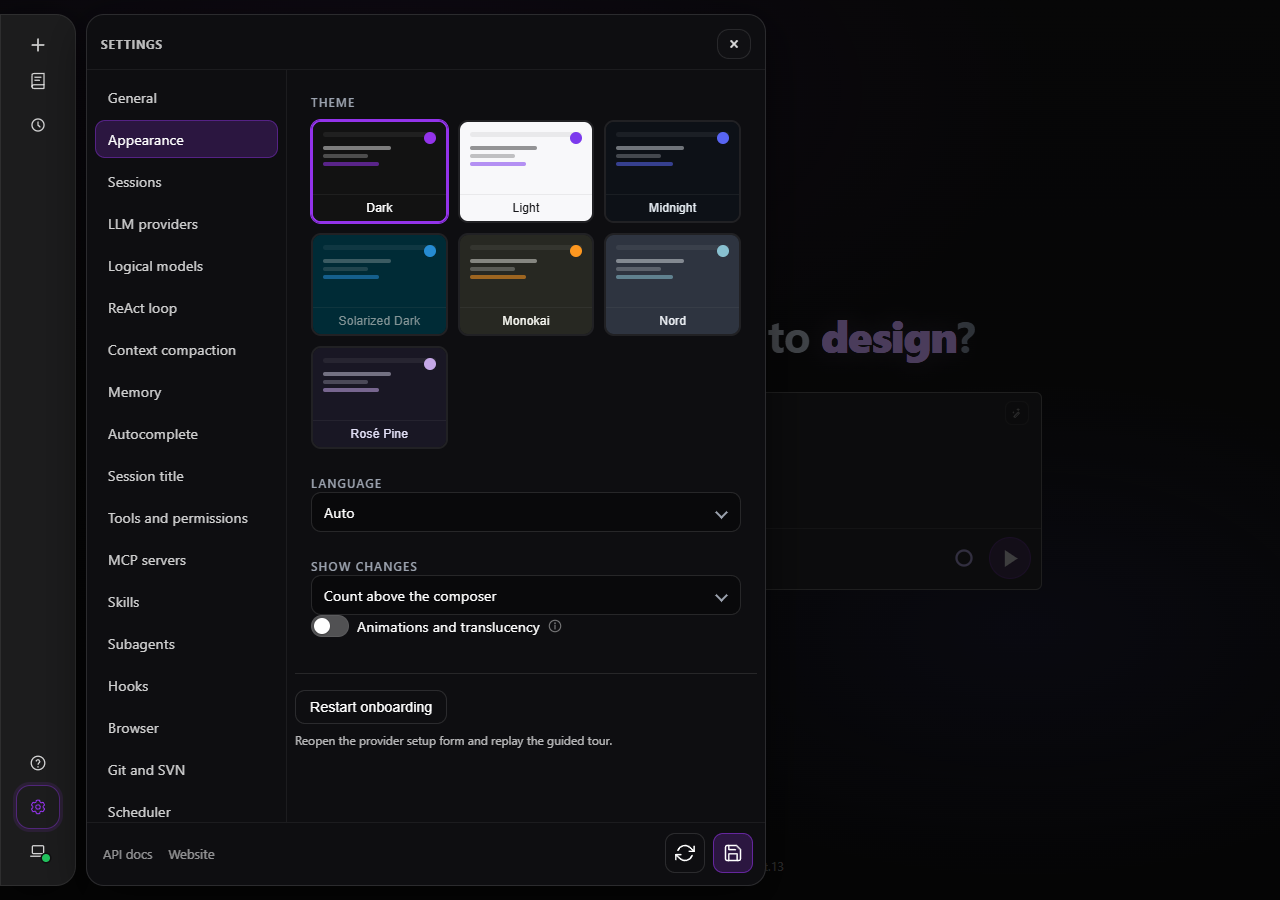 SETTINGS
General
Appearance
Sessions
LLM providers
Logical models
ReAct loop
Context compaction
Memory
Autocomplete
Session title
Tools and permissions
MCP servers
Skills
Subagents
Hooks
Browser
Git and SVN
Scheduler
API docs
Website
THEME
Dark
Light
Midnight
Solarized Dark
Monokai
Nord
Rosé Pine
LANGUAGE
Auto
SHOW CHANGES
Count above the composer
Animations and translucency
Restart onboarding
Reopen the provider setup form and replay the guided tour.
to design?
.13